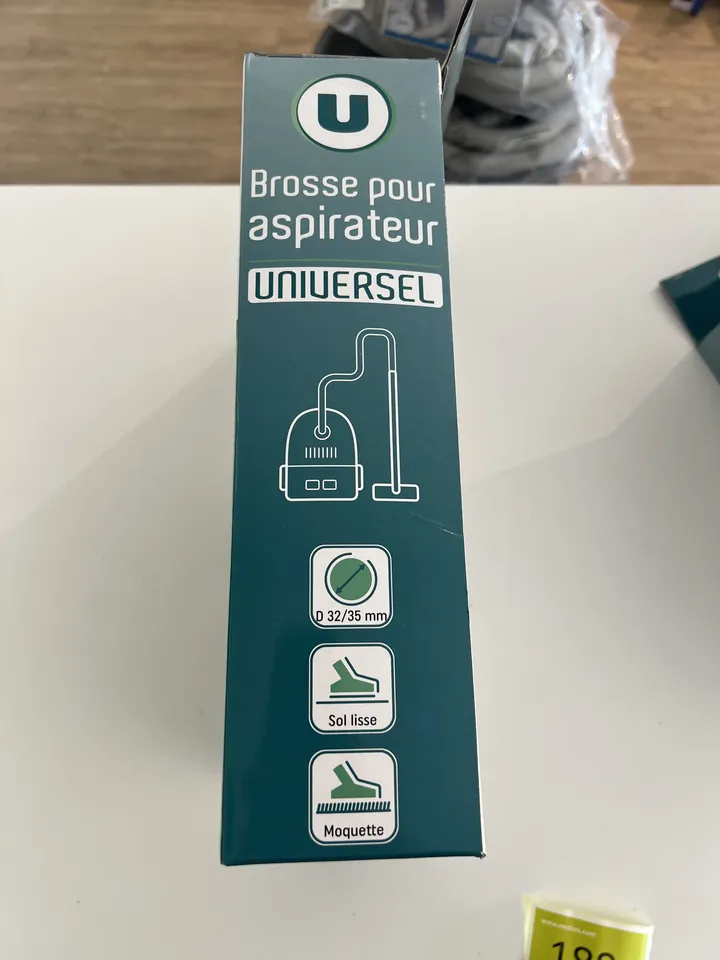 U
Brosse pour
aspirateur
UNIVERSEL
D 32/35 mm
Sol lisse
Moquette